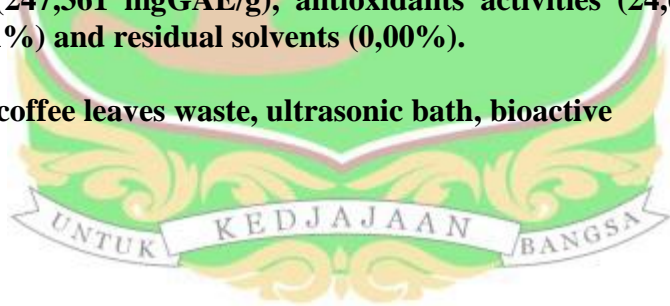 (247,361 mgGAE/g), antioxidants activities (24,
%) and residual solvents (0,00%).
coffee leaves waste, ultrasonic bath, bioactive
UNTUK KEDJAJAAN BANGSA